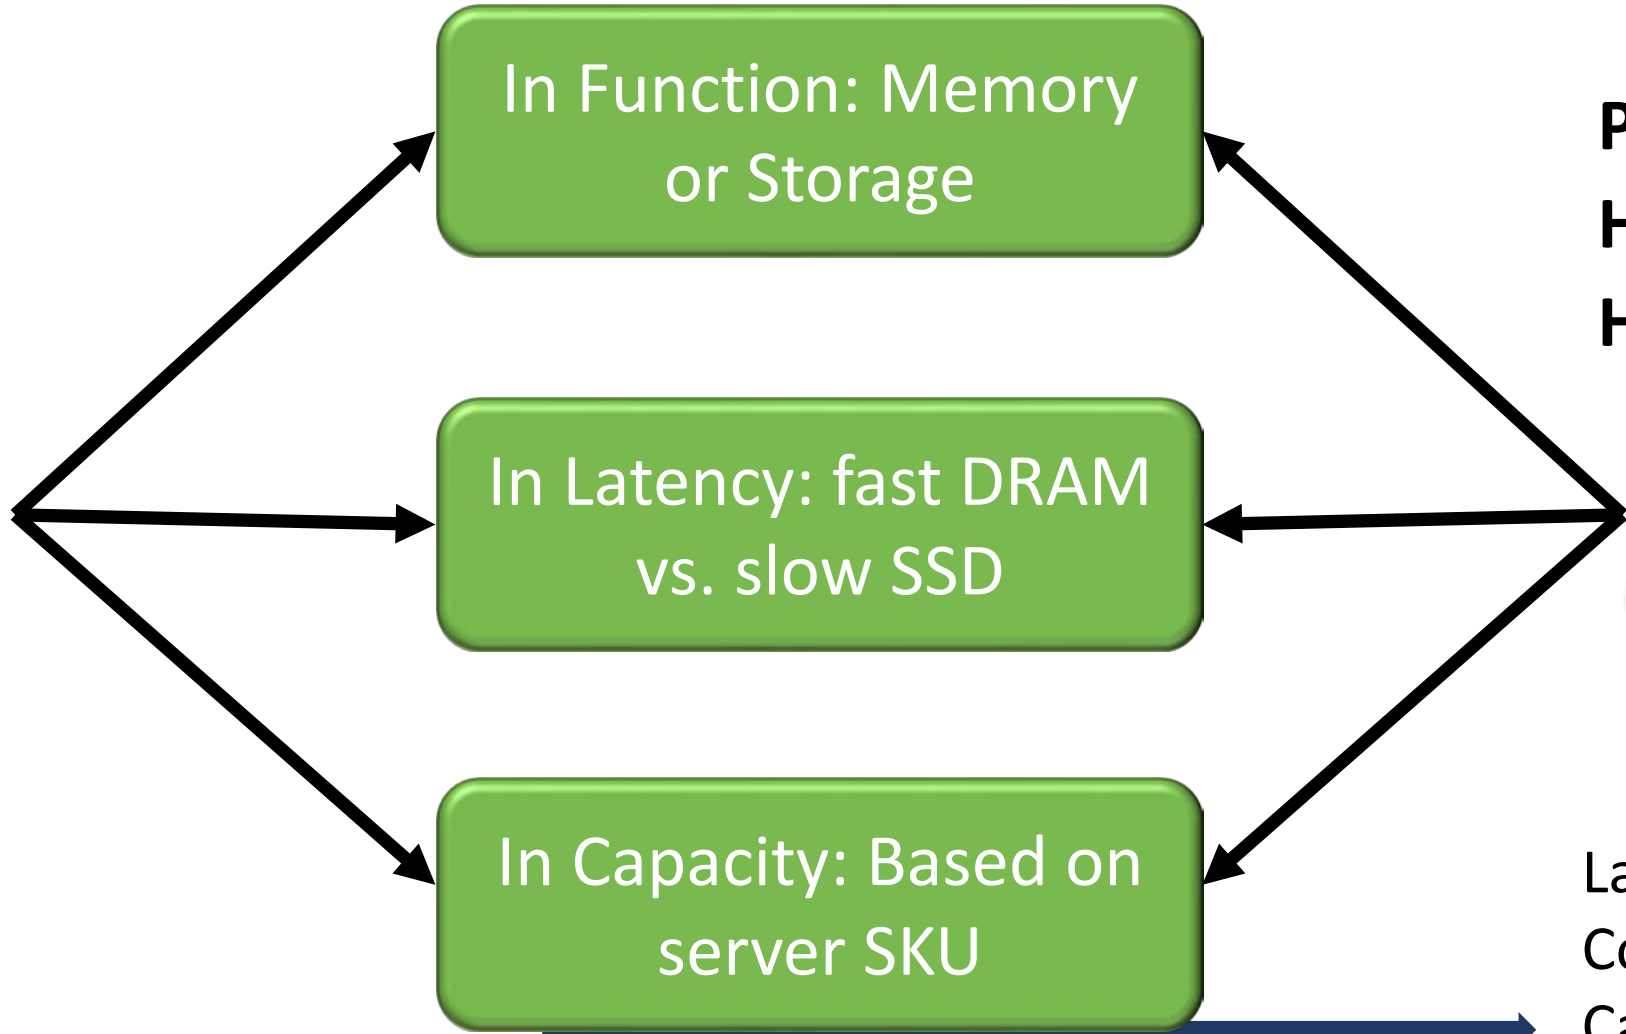 In Function: Memory
or Storage
In Latency: fast DRAM
vs. slow SSD
In Capacity: Based on
server SKU